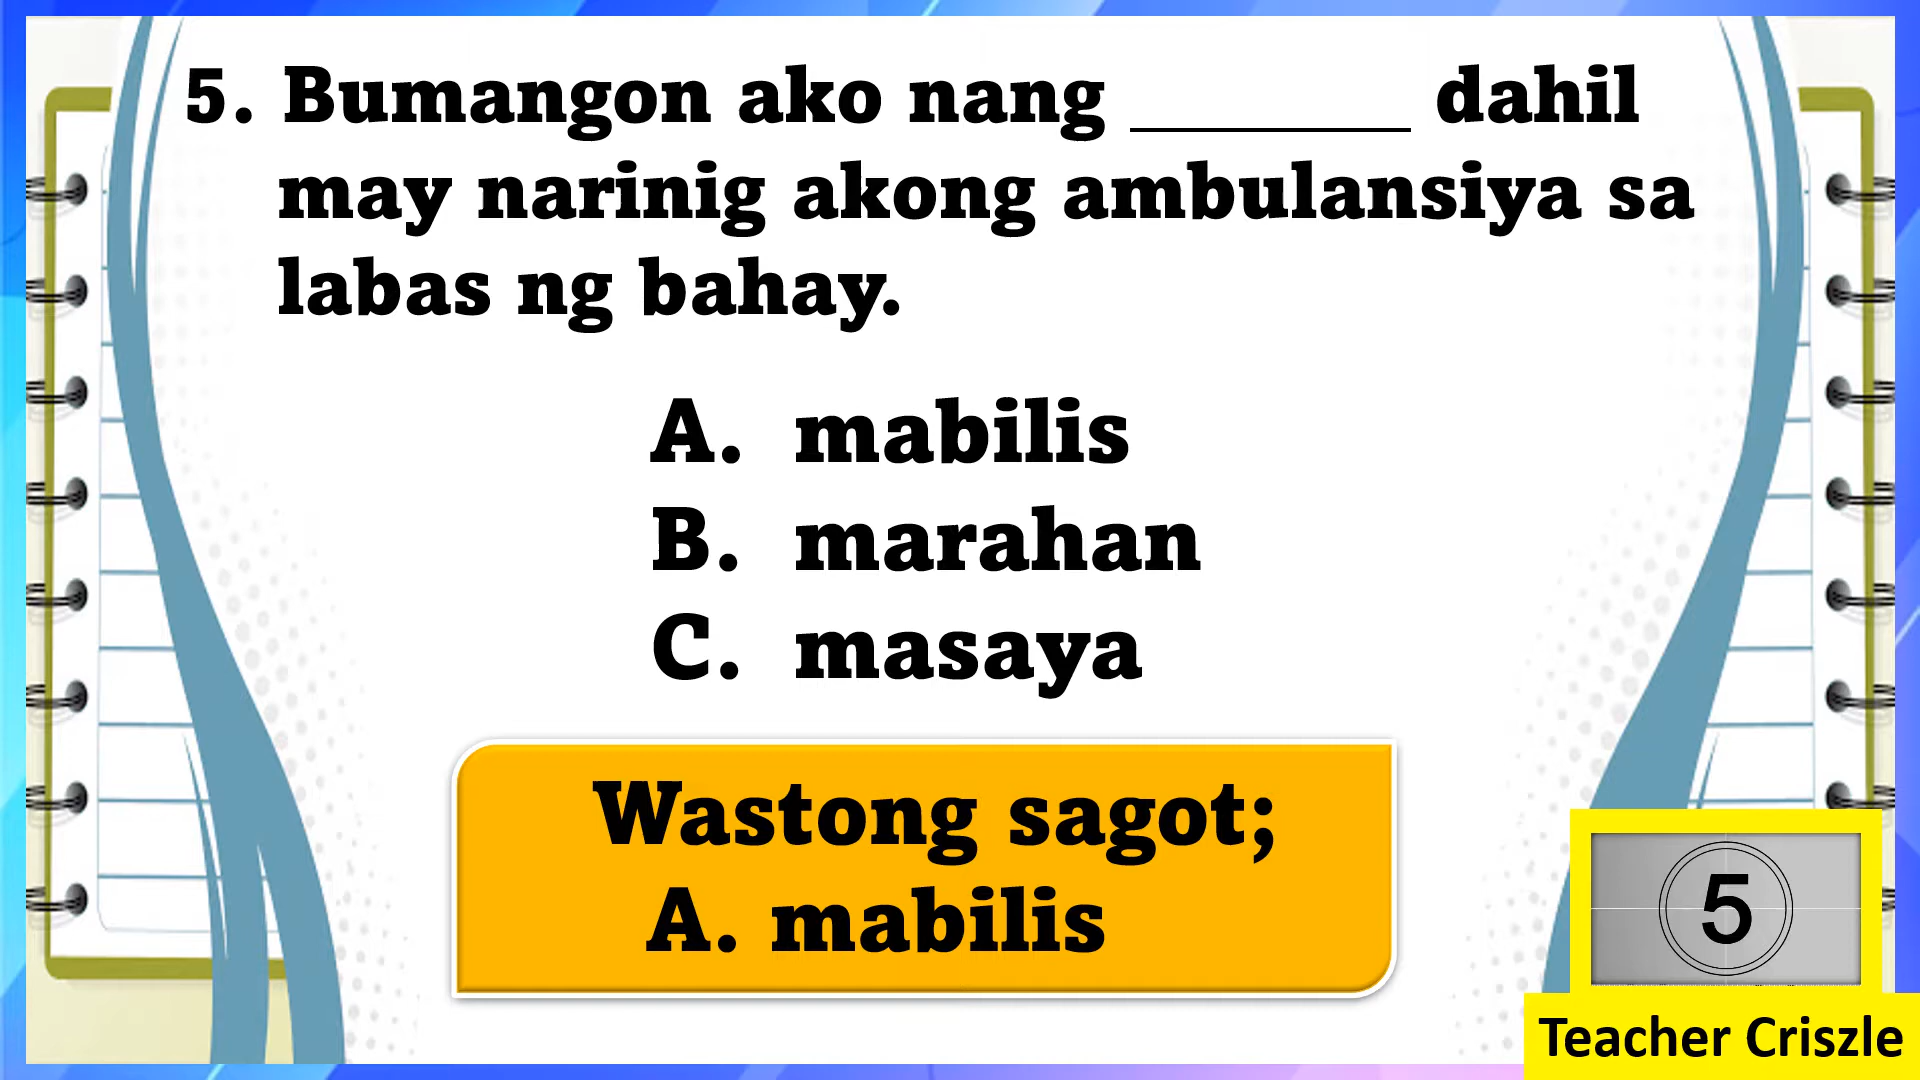 5. Bumangon ako nang ________ dahil
may narinig akong ambulansiya sa
labas ng bahay.
A. mabilis
B. marahan
C. masaya
Wastong sagot;
A. mabilis
5
Teacher Criszle